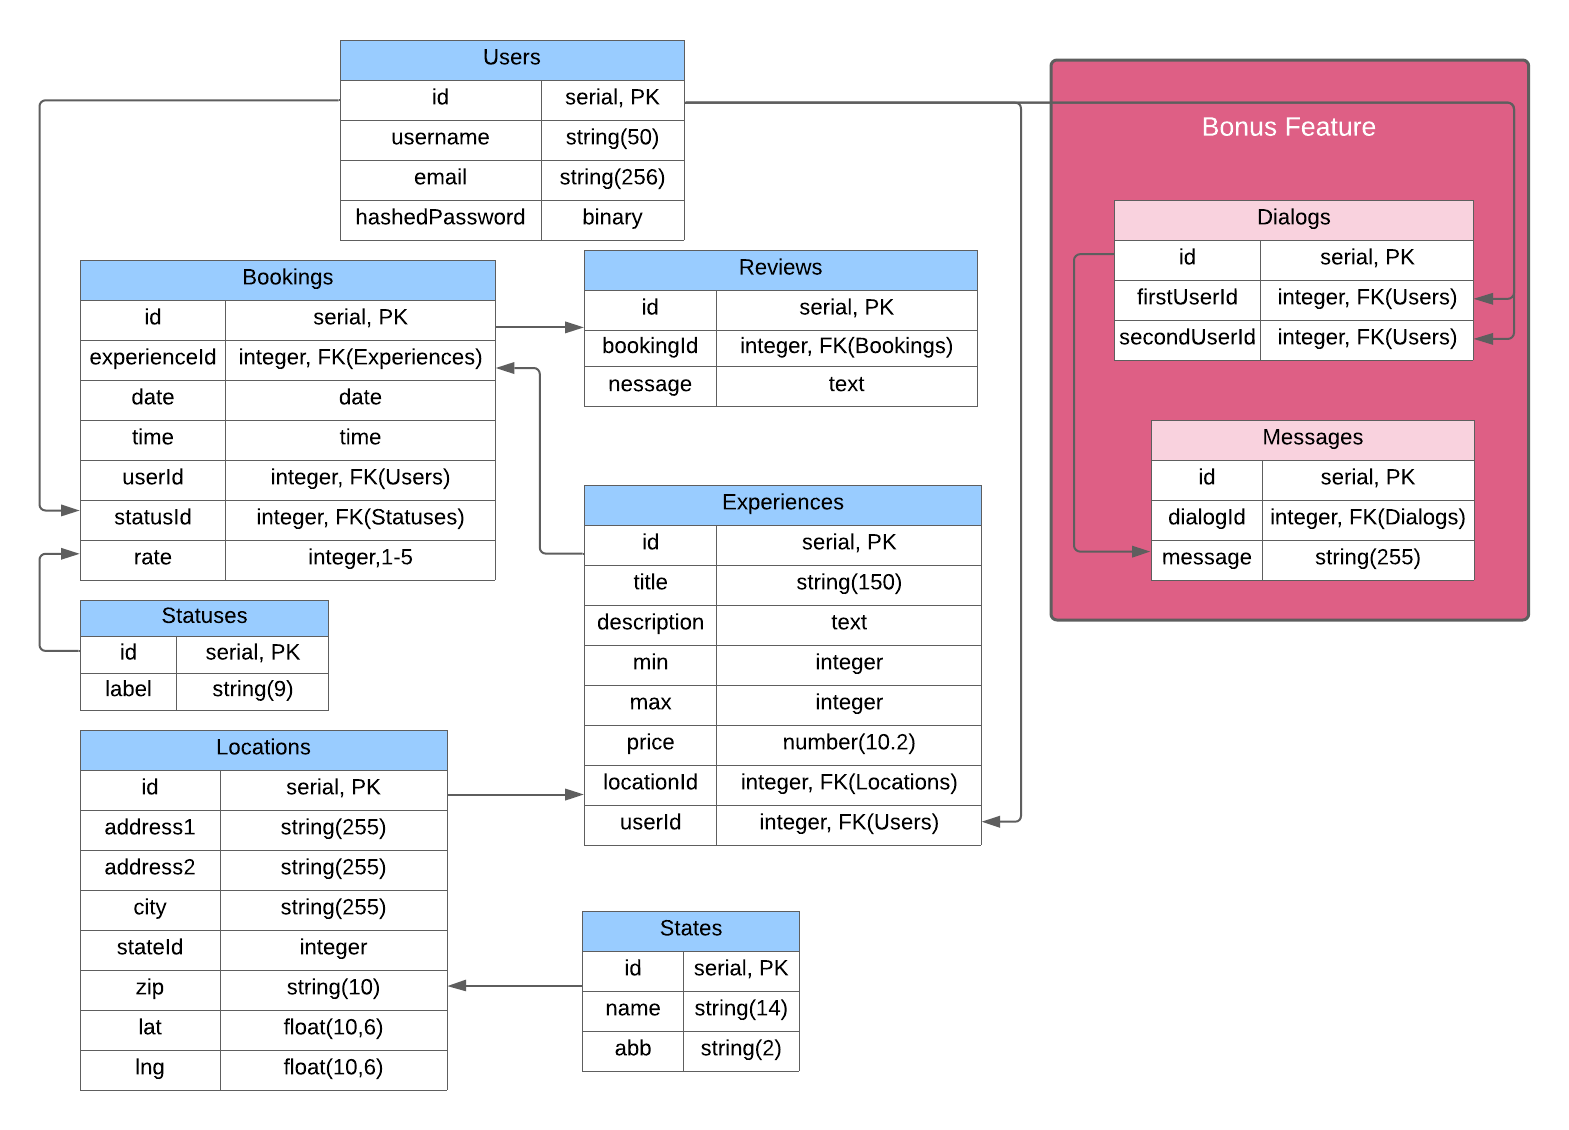 Users
id serial, PK
username string(50)
email string(256)
hashedPassword binary
Bonus Feature
Dialogs
id serial, PK
firstUserId integer, FK(Users)
secondUserId integer, FK(Users)
Messages
id serial, PK
dialogId integer, FK(Dialogs)
message string(255)
Bookings
id serial, PK
experienceId integer, FK(Experiences)
date date
time time
userId integer, FK(Users)
statusId integer, FK(Statuses)
rate integer,1-5
Reviews
id serial, PK
bookingId integer, FK(Bookings)
nessage text
Experiences
id serial, PK
title string(150)
description text
min integer
max integer
price number(10.2)
locationId integer, FK(Locations)
userId integer, FK(Users)
Statuses
id serial, PK
label string(9)
Locations
id serial, PK
address1 string(255)
address2 string(255)
city string(255)
stateId integer
zip string(10)
lat float(10,6)
lng float(10,6)
States
id serial, PK
name string(14)
abb string(2)